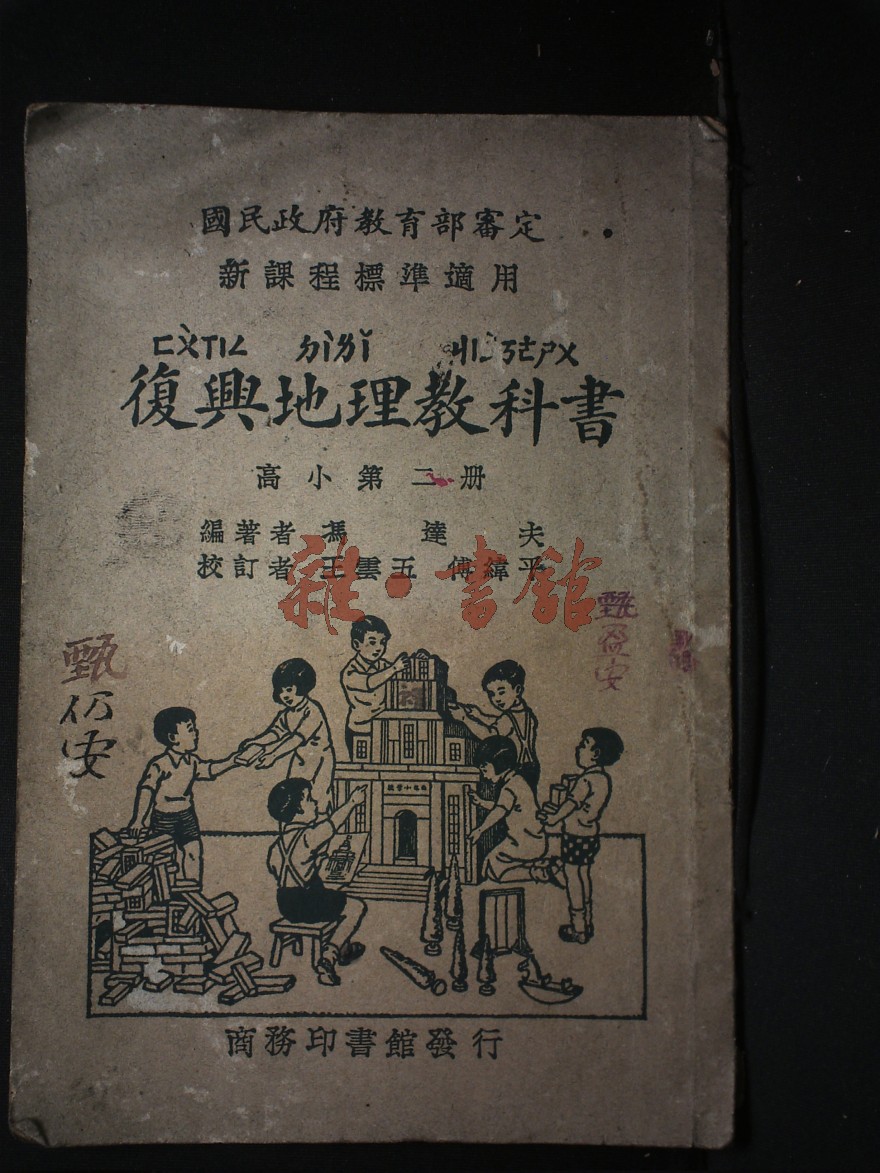 國民政府教育部審定
新課程標準適用
ㄈㄨˋㄒㄧㄥ ㄉㄧˋㄌㄧˇ ㄐㄧㄠˋㄎㄜㄕㄨ
復興地理教科書
高小第二册
編著者 馮達夫
校訂者 王雲五 傅緯平
雜·書館
甄盈安
甄仍安
商務印書館發行